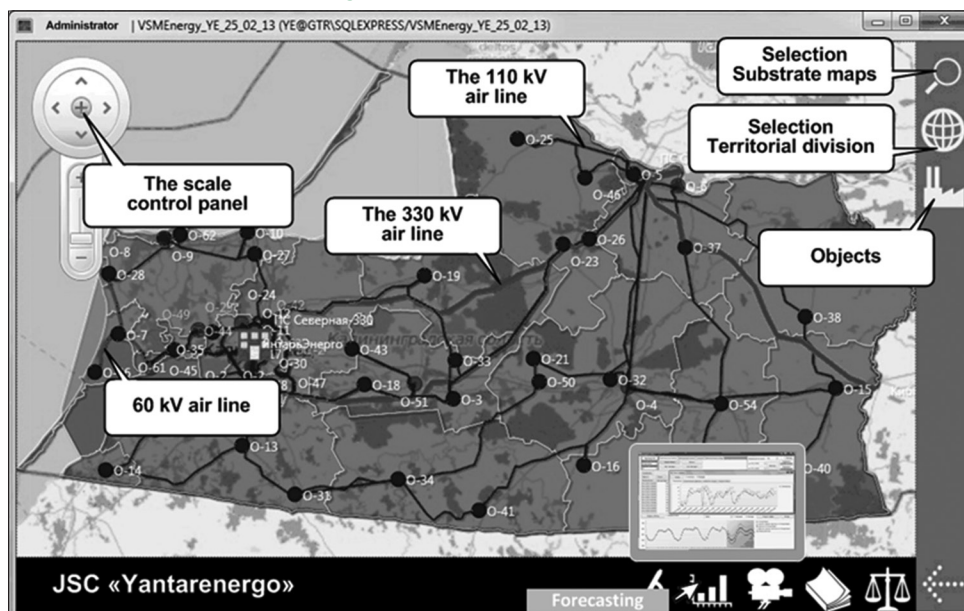 Administrator | VSMEnergy_YE_25_02_13 (YE@GTR\SQLEXPRESS/VSMEnergy_YE_25_02_13)
Selection
Substrate maps
The 110 kV
air line
Selection
Territorial division
The scale
control panel
The 330 kV
air line
Objects
60 kV air line
O-25
O-46
O-5
O-62
O-10
O-8
O-9
O-27
O-28
O-26
O-23
O-37
O-19
O-24
O-42
O-49
O-12
O-38
ПС Северная-330
O-7
O-44
O-35
O-43
O-33
O-21
O-61
O-45
O-30
O-47
O-18
O-51
O-3
O-50
O-32
O-4
O-54
O-15
O-13
O-14
O-31
O-34
O-41
O-16
O-40
JSC «Yantarenergo»
Forecasting